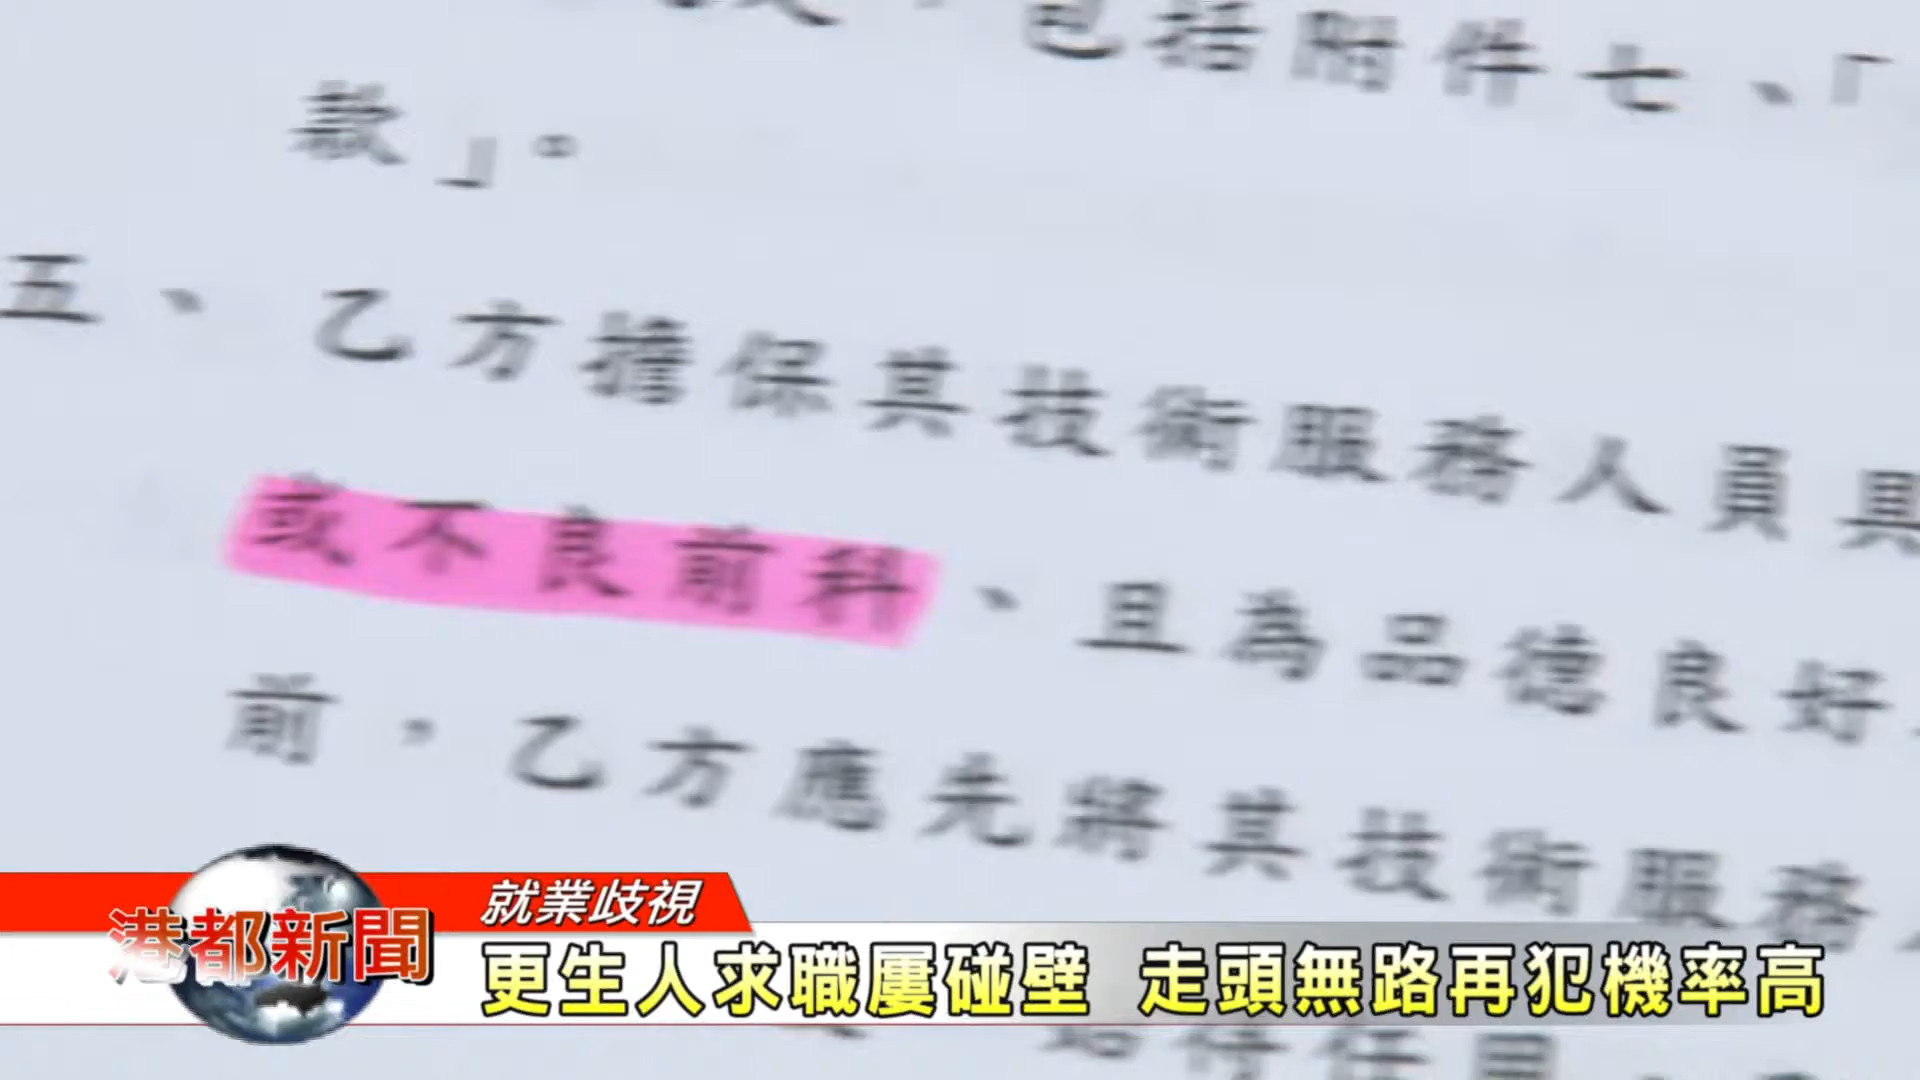 包括附件七、「
款」。
五、乙方擔保其技術服務人員具
或不良前科、且為品德良好
前，乙方應先將其技術服務
港都新聞
就業歧視
更生人求職屢碰壁 走頭無路再犯機率高